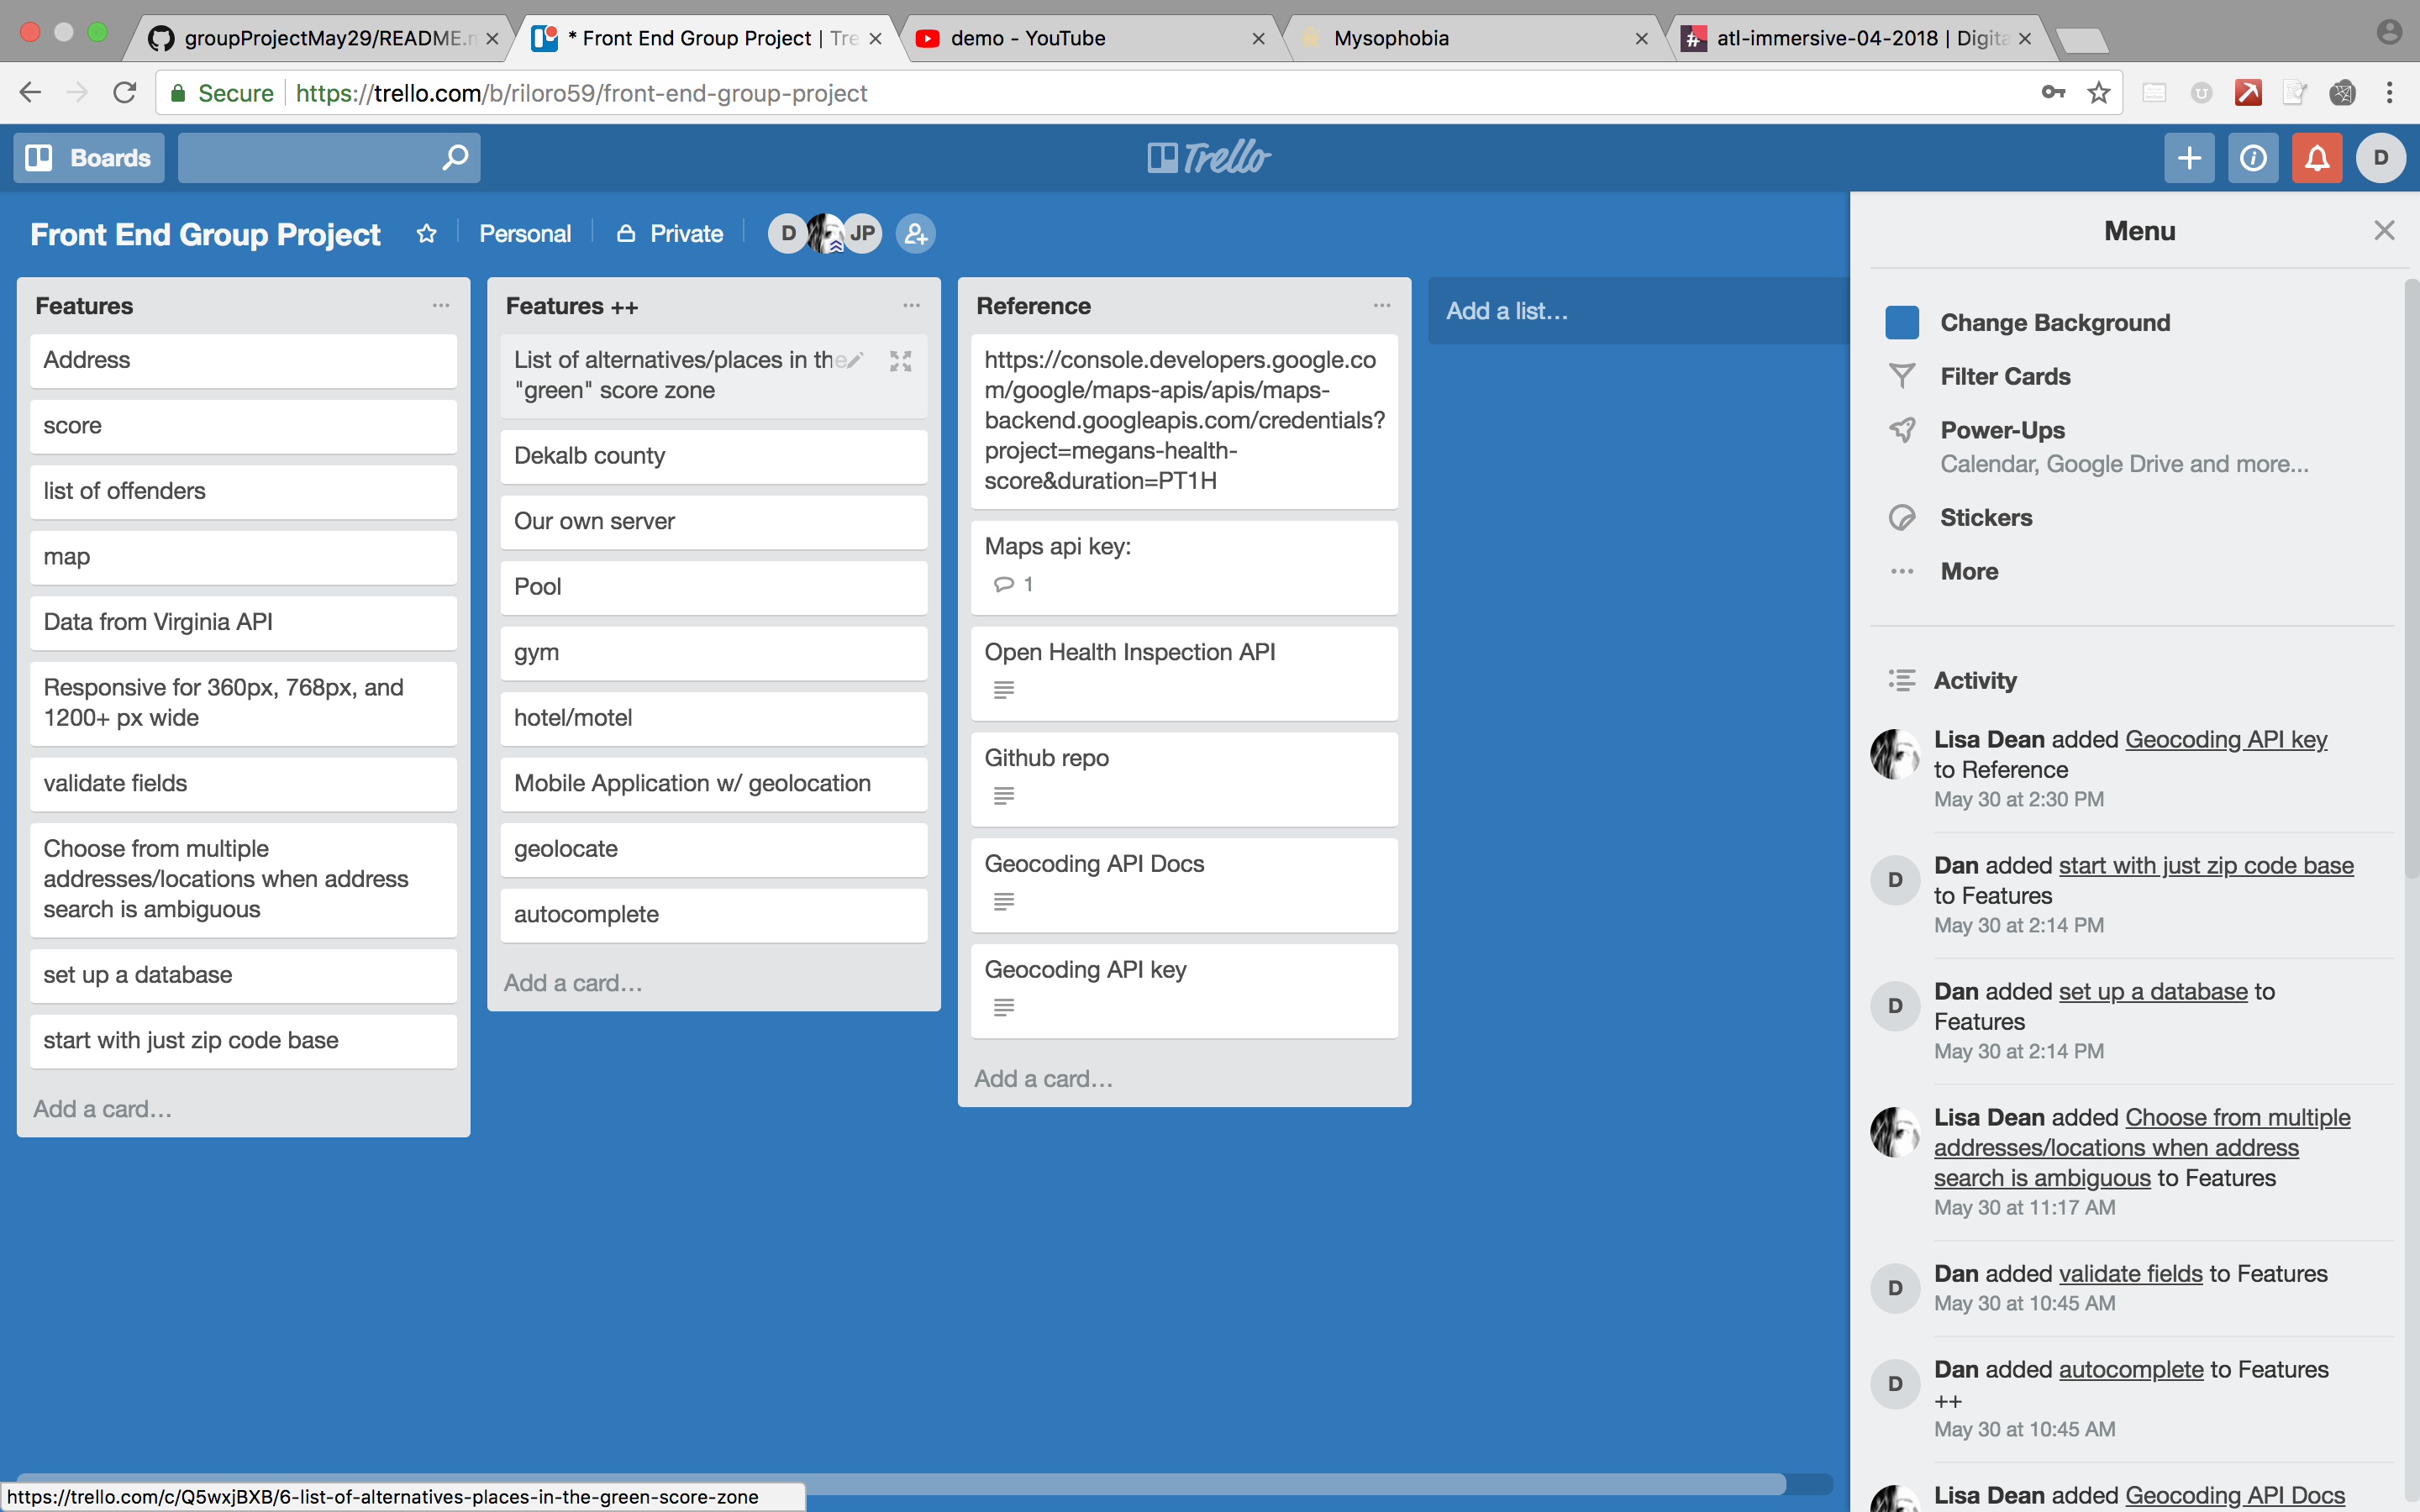 groupProjectMay29/README.
* Front End Group Project | Tre
demo - YouTube
Mysophobia
atl-immersive-04-2018 | Digita
Secure
https://trello.com/b/riloro59/front-end-group-project
Boards
Trello
D
Front End Group Project
Personal
Private
D
JP
Features
Address
score
list of offenders
map
Data from Virginia API
Responsive for 360px, 768px, and
1200+ px wide
validate fields
Choose from multiple
addresses/locations when address
search is ambiguous
set up a database
start with just zip code base
Add a card...
Features ++
List of alternatives/places in the
"green" score zone
Dekalb county
Our own server
Pool
gym
hotel/motel
Mobile Application w/ geolocation
geolocate
autocomplete
Add a card...
Reference
https://console.developers.google.co
m/google/maps-apis/apis/maps-
backend.googleapis.com/credentials?
project=megans-health-
score&duration=PT1H
Maps api key:
1
Open Health Inspection API
Github repo
Geocoding API Docs
Geocoding API key
Add a card...
Add a list...
Menu
Change Background
Filter Cards
Power-Ups
Calendar, Google Drive and more...
Stickers
More
Activity
Lisa Dean added Geocoding API key
to Reference
May 30 at 2:30 PM
D
Dan added start with just zip code base
to Features
May 30 at 2:14 PM
D
Dan added set up a database to
Features
May 30 at 2:14 PM
Lisa Dean added Choose from multiple
addresses/locations when address
search is ambiguous to Features
May 30 at 11:17 AM
D
Dan added validate fields to Features
May 30 at 10:45 AM
D
Dan added autocomplete to Features
++
May 30 at 10:45 AM
Lisa Dean added Geocoding API Docs
https://trello.com/c/Q5wxjBXB/6-list-of-alternatives-places-in-the-green-score-zone